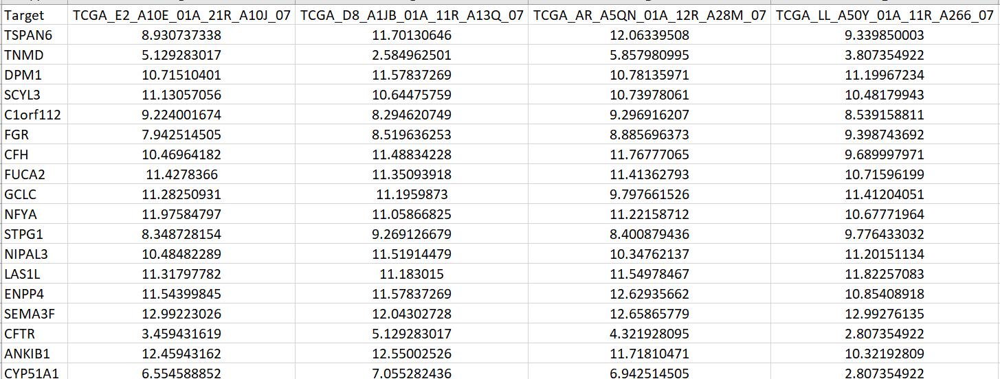 Target TCGA_E2_A10E_01A_21R_A10J_07 TCGA_D8_A1JB_01A_11R_A13Q_07 TCGA_AR_A5QN_01A_12R_A28M_07 TCGA_LL_A50Y_01A_11R_A266_07
TSPAN6 8.930737338 11.70130646 12.06339508 9.339850003
TNMD 5.129283017 2.584962501 5.857980995 3.807354922
DPM1 10.71510401 11.57837269 10.78135971 11.19967234
SCYL3 11.13057056 10.64475759 10.73978061 10.48179943
C1orf112 9.224001674 8.294620749 9.296916207 8.539158811
FGR 7.942514505 8.519636253 8.885696373 9.398743692
CFH 10.46964182 11.48834228 11.76777065 9.689997971
FUCA2 11.4278366 11.35093918 11.41362793 10.71596199
GCLC 11.28250931 11.1959873 9.797661526 11.41204051
NFYA 11.97584797 11.05866825 11.22158712 10.67771964
STPG1 8.348728154 9.269126679 8.400879436 9.776433032
NIPAL3 10.48482289 11.51914479 10.34762137 11.20151134
LAS1L 11.31797782 11.183015 11.54978467 11.82257083
ENPP4 11.54399845 11.57837269 12.62935662 10.85408918
SEMA3F 12.99223026 12.04302728 12.65865779 12.99276135
CFTR 3.459431619 5.129283017 4.321928095 2.807354922
ANKIB1 12.45943162 12.55002526 11.71810471 10.32192809
CYP51A1 6.554588852 7.055282436 6.942514505 2.807354922